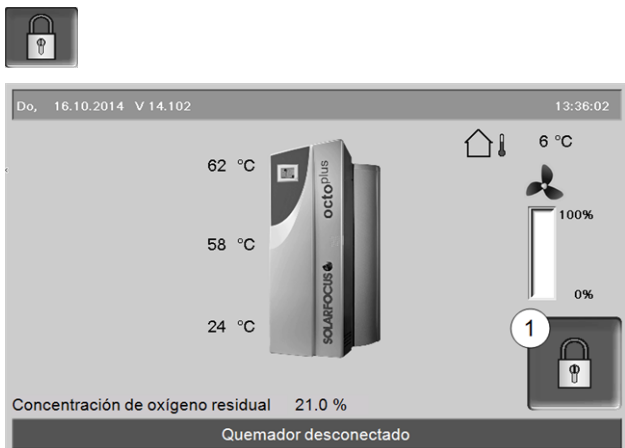 Do, 16.10.2014 V 14.102 13:36:02
6 °C
62 °C
octoplus
100%
58 °C
0%
24 °C
SOLARFOCUS
1
Concentración de oxígeno residual 21.0 %
Quemador desconectado